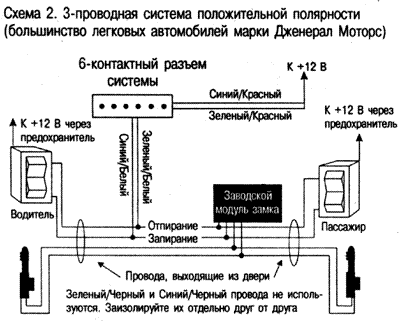 Схема 2. 3-проводная система положительной полярности
(большинство легковых автомобилей марки Дженерал Моторс)
6-контактный разъем
системы
К +12 В
Синий/Красный
Зеленый/Красный
К +12 В через
предохранитель
К +12 В через
предохранитель
Синий/Белый
Зеленый/Белый
Заводской
модуль замка
Водитель
Отпирание
Запирание
Пассажир
Провода, выходящие из двери
Зеленый/Черный и Синий/Черный провода не исполь-
зуются. Заизолируйте их отдельно друг от друга